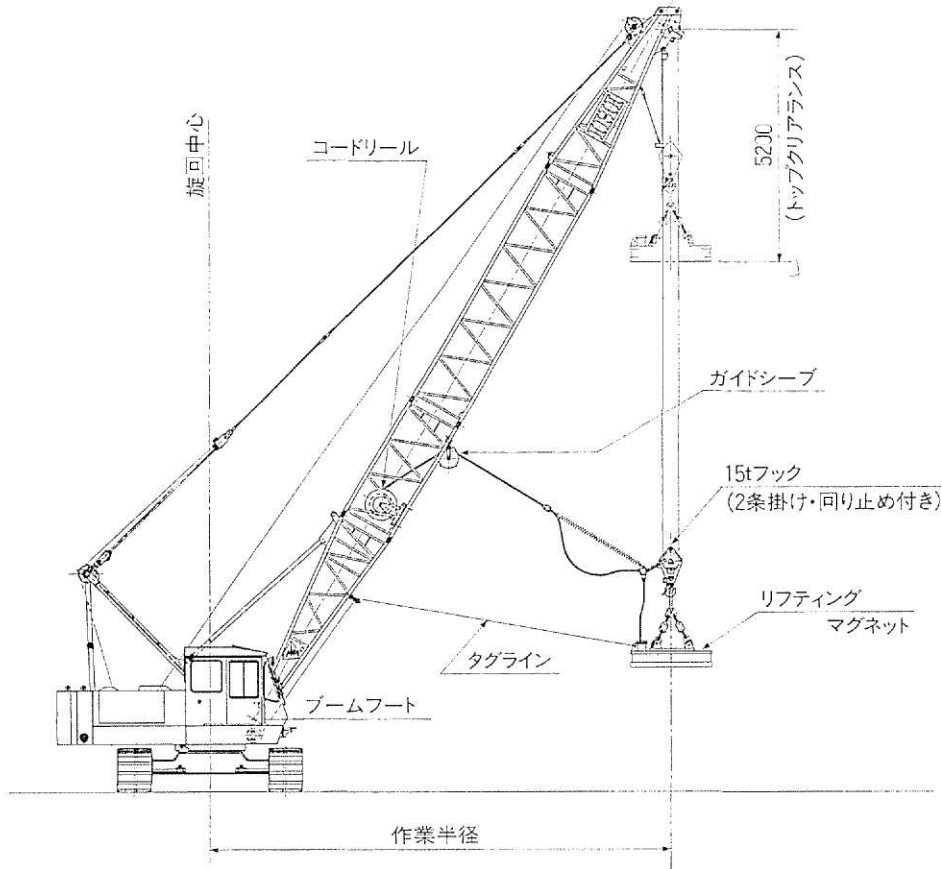 5200
(トップクリアランス)
旋回中心
コードリール
ガイドシーブ
15tフック
(2条掛け・回り止め付き)
リフティング
マグネット
タグライン
ブームフート
作業半径